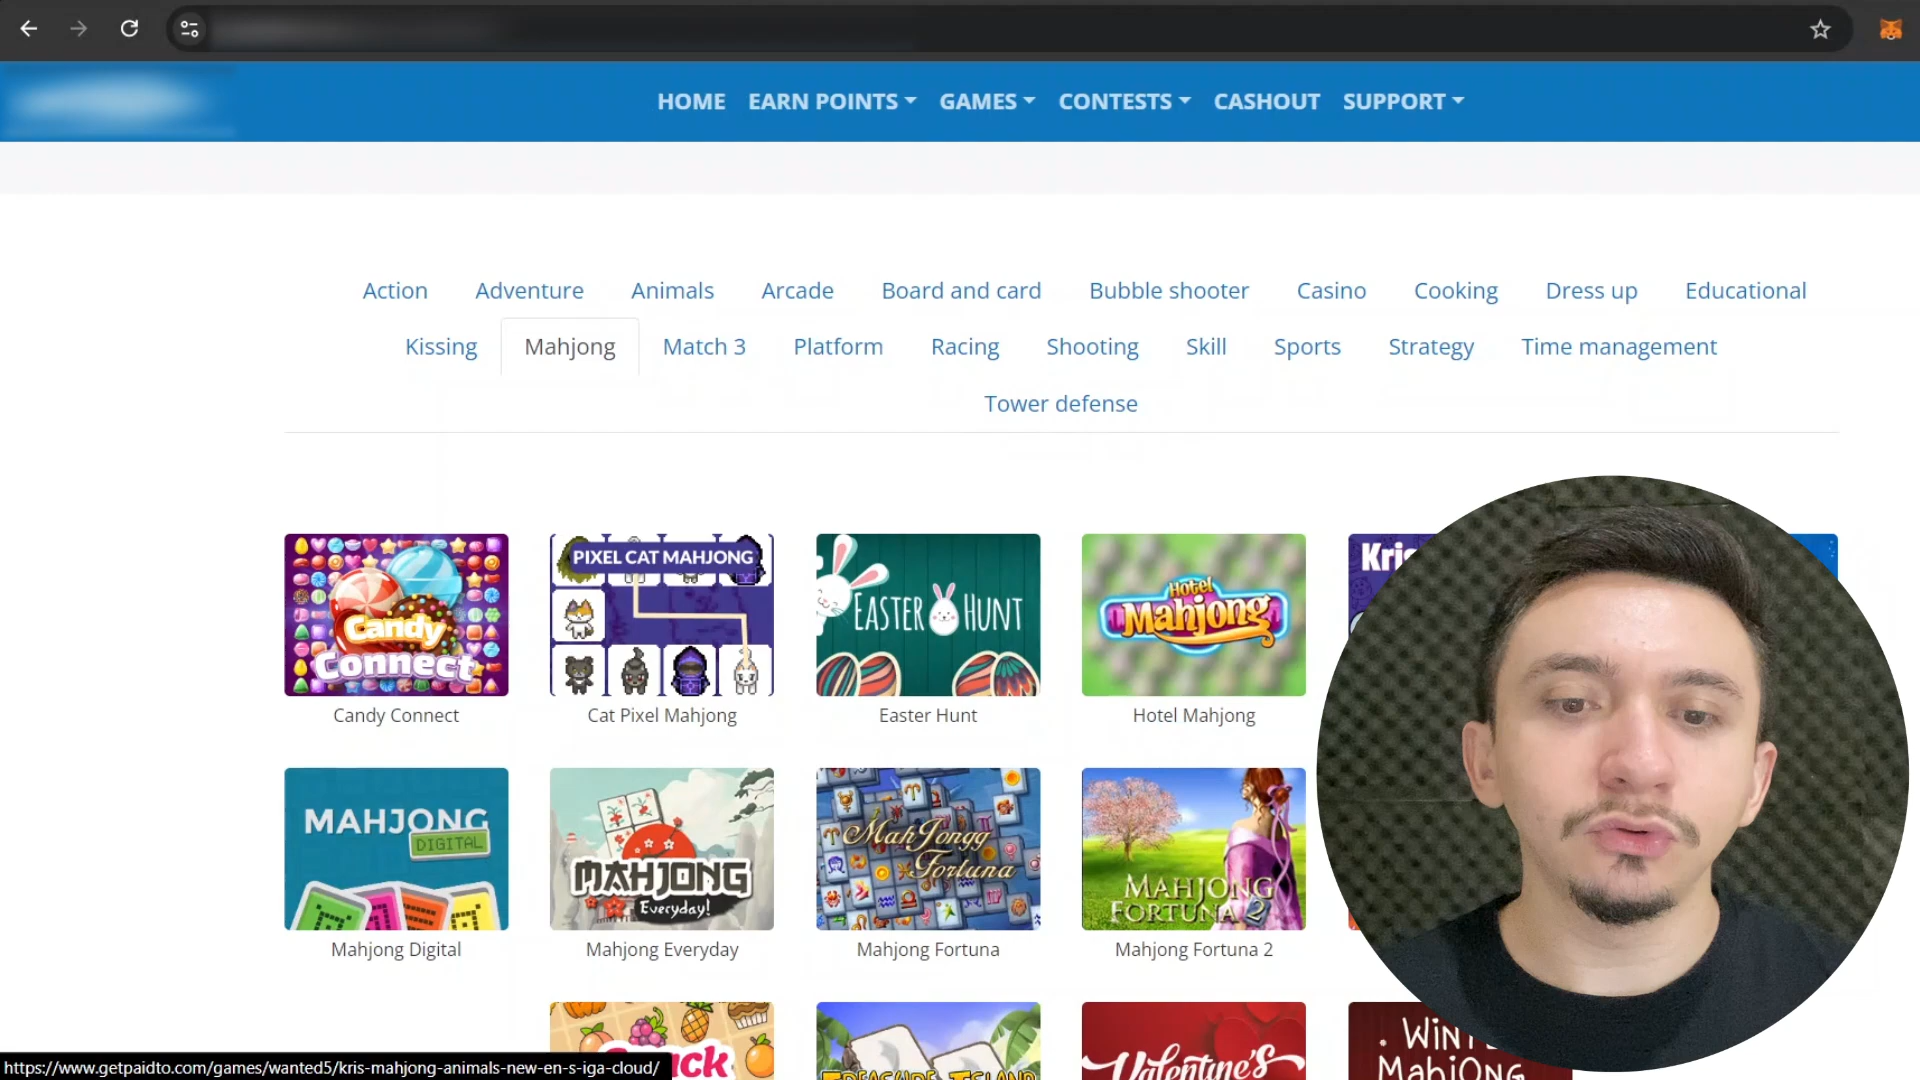 HOME EARN POINTS GAMES CONTESTS CASHOUT SUPPORT
Action Adventure Animals Arcade Board and card Bubble shooter Casino Cooking Dress up Educational
Kissing Mahjong Match 3 Platform Racing Shooting Skill Sports Strategy Time management
Tower defense
Candy
Connect
PIXEL CAT MAHJONG
EASTER HUNT
Hotel
Mahjong
Candy Connect
Cat Pixel Mahjong
Easter Hunt
Hotel Mahjong
MAHJONG
DIGITAL
MAHJONG
Everyday!
MahJongg
Fortuna
MAHJONG
FORTUNA 2
Mahjong Digital
Mahjong Everyday
Mahjong Fortuna
Mahjong Fortuna 2
TREASURE ISLAND
Valentine's
MahjONG
https://www.getpaidto.com/games/wanted5/kris-mahjong-animals-new-en-s-iga-cloud/